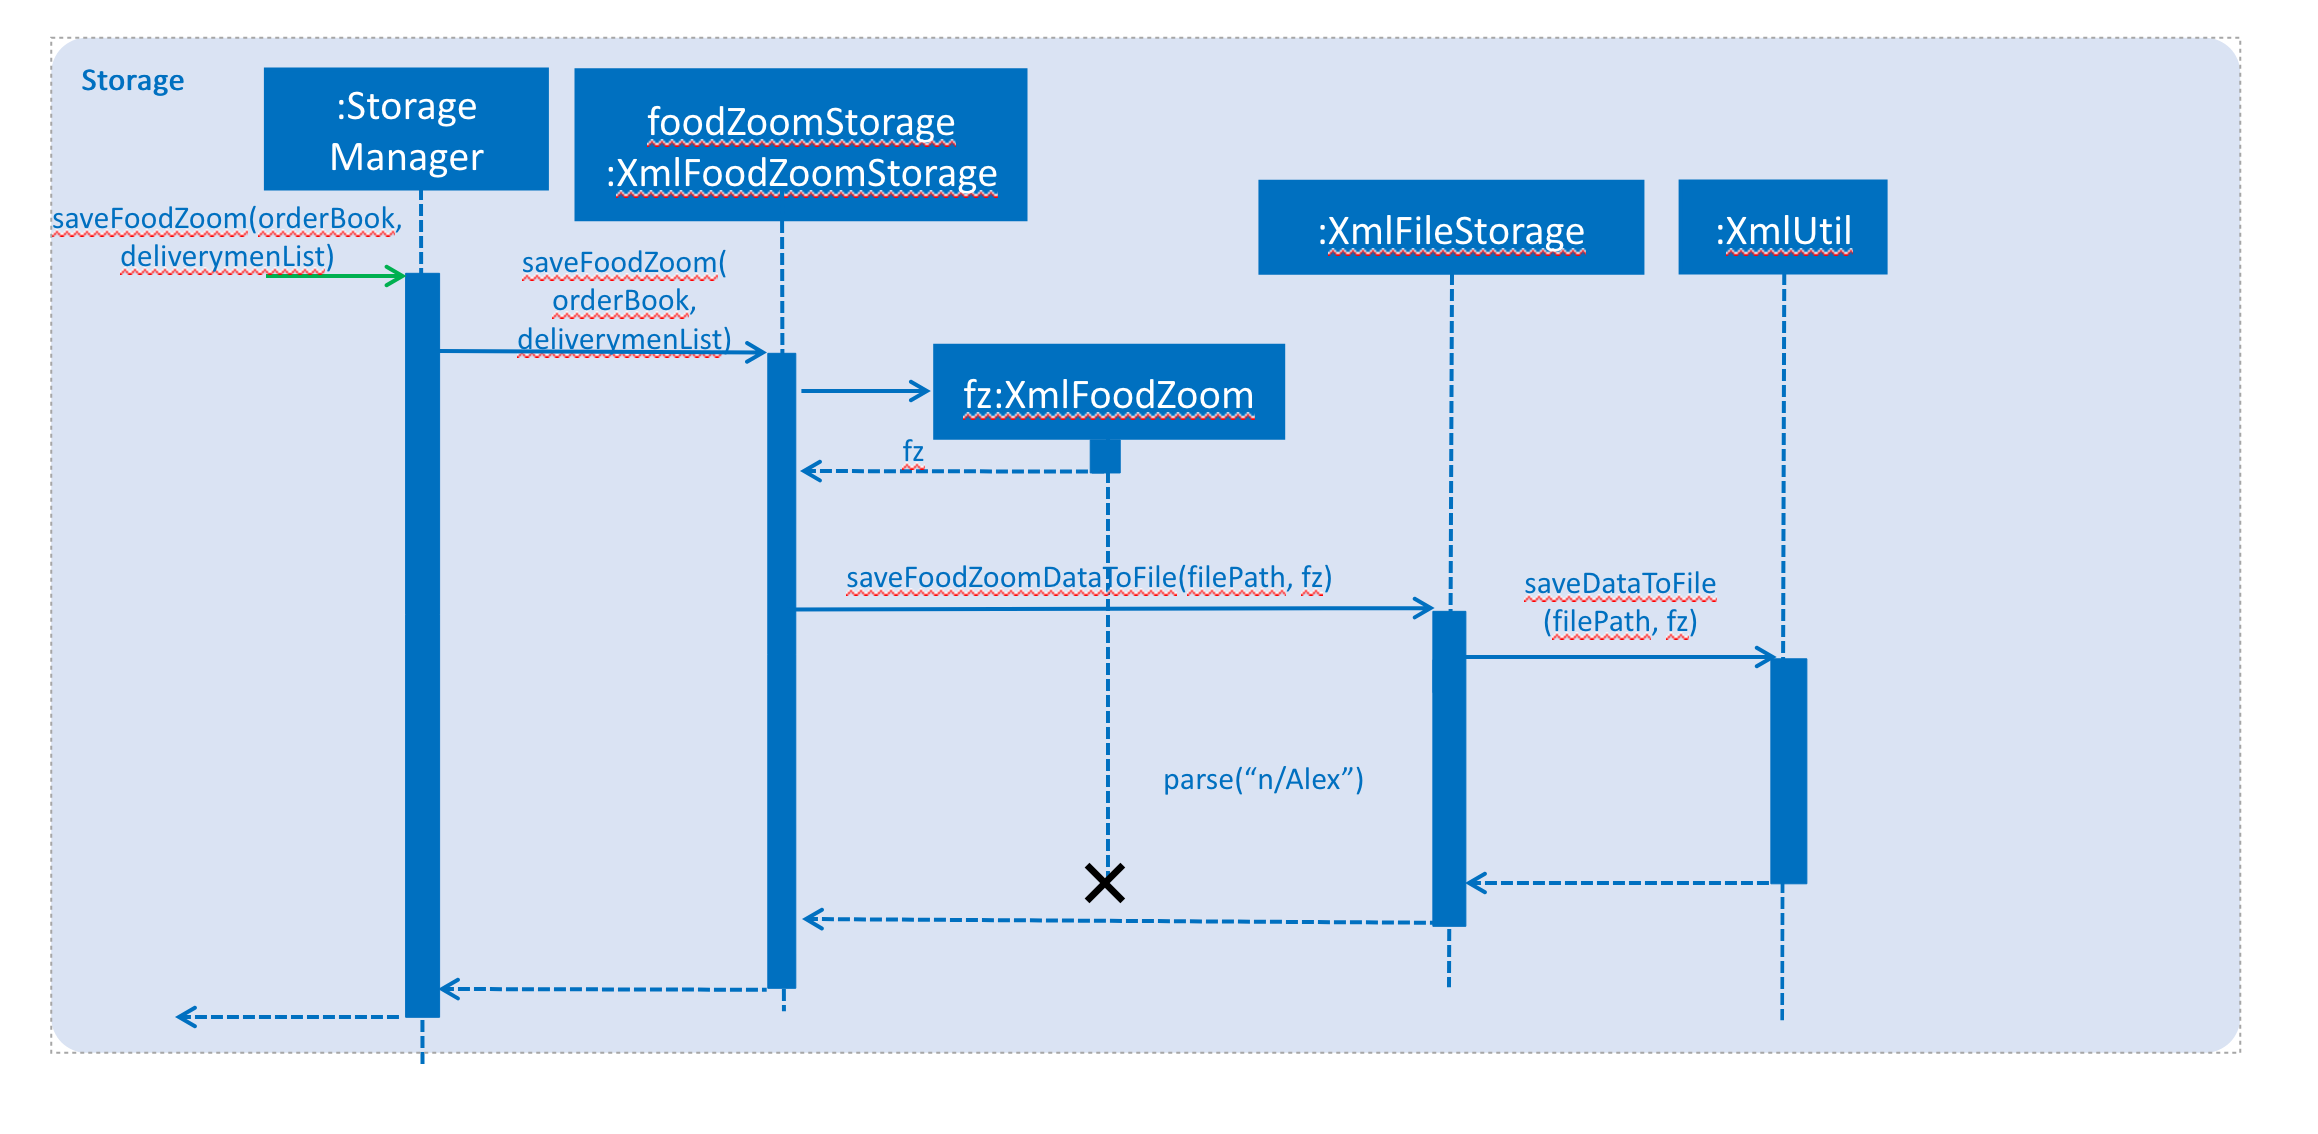 Storage
:Storage
Manager
foodZoomStorage
:XmlFoodZoomStorage
:XmlFileStorage
:XmlUtil
saveFoodZoom(orderBook,
deliverymenList)
saveFoodZoom(
orderBook,
deliverymenList)
fz:XmlFoodZoom
fz
saveFoodZoomDataToFile(filePath, fz)
saveDataToFile
(filePath, fz)
parse(“n/Alex”)